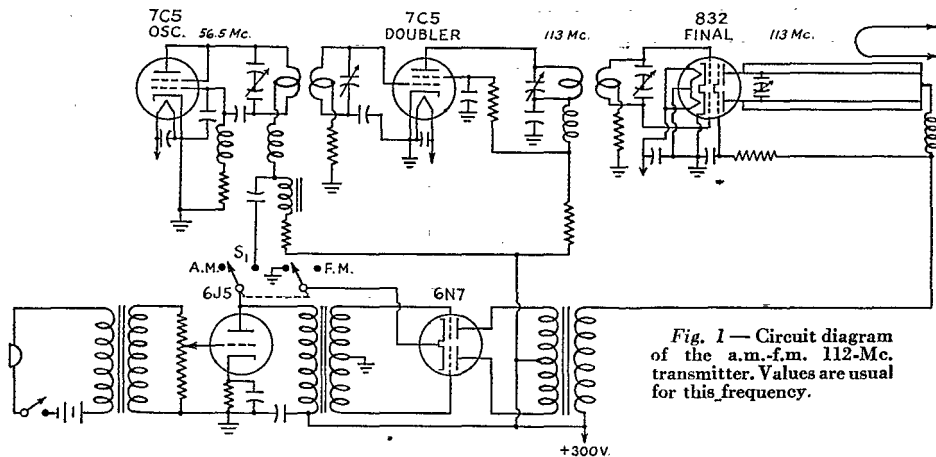 7C5
OSC. 56.5 Mc.
7C5
DOUBLER
113 Mc.
832
FINAL
113 Mc.
A.M.
S1
F.M.
6J5
6N7
Fig. 1 — Circuit diagram
of the a.m.-f.m. 112-Mc.
transmitter. Values are usual
for this frequency.
+300V.